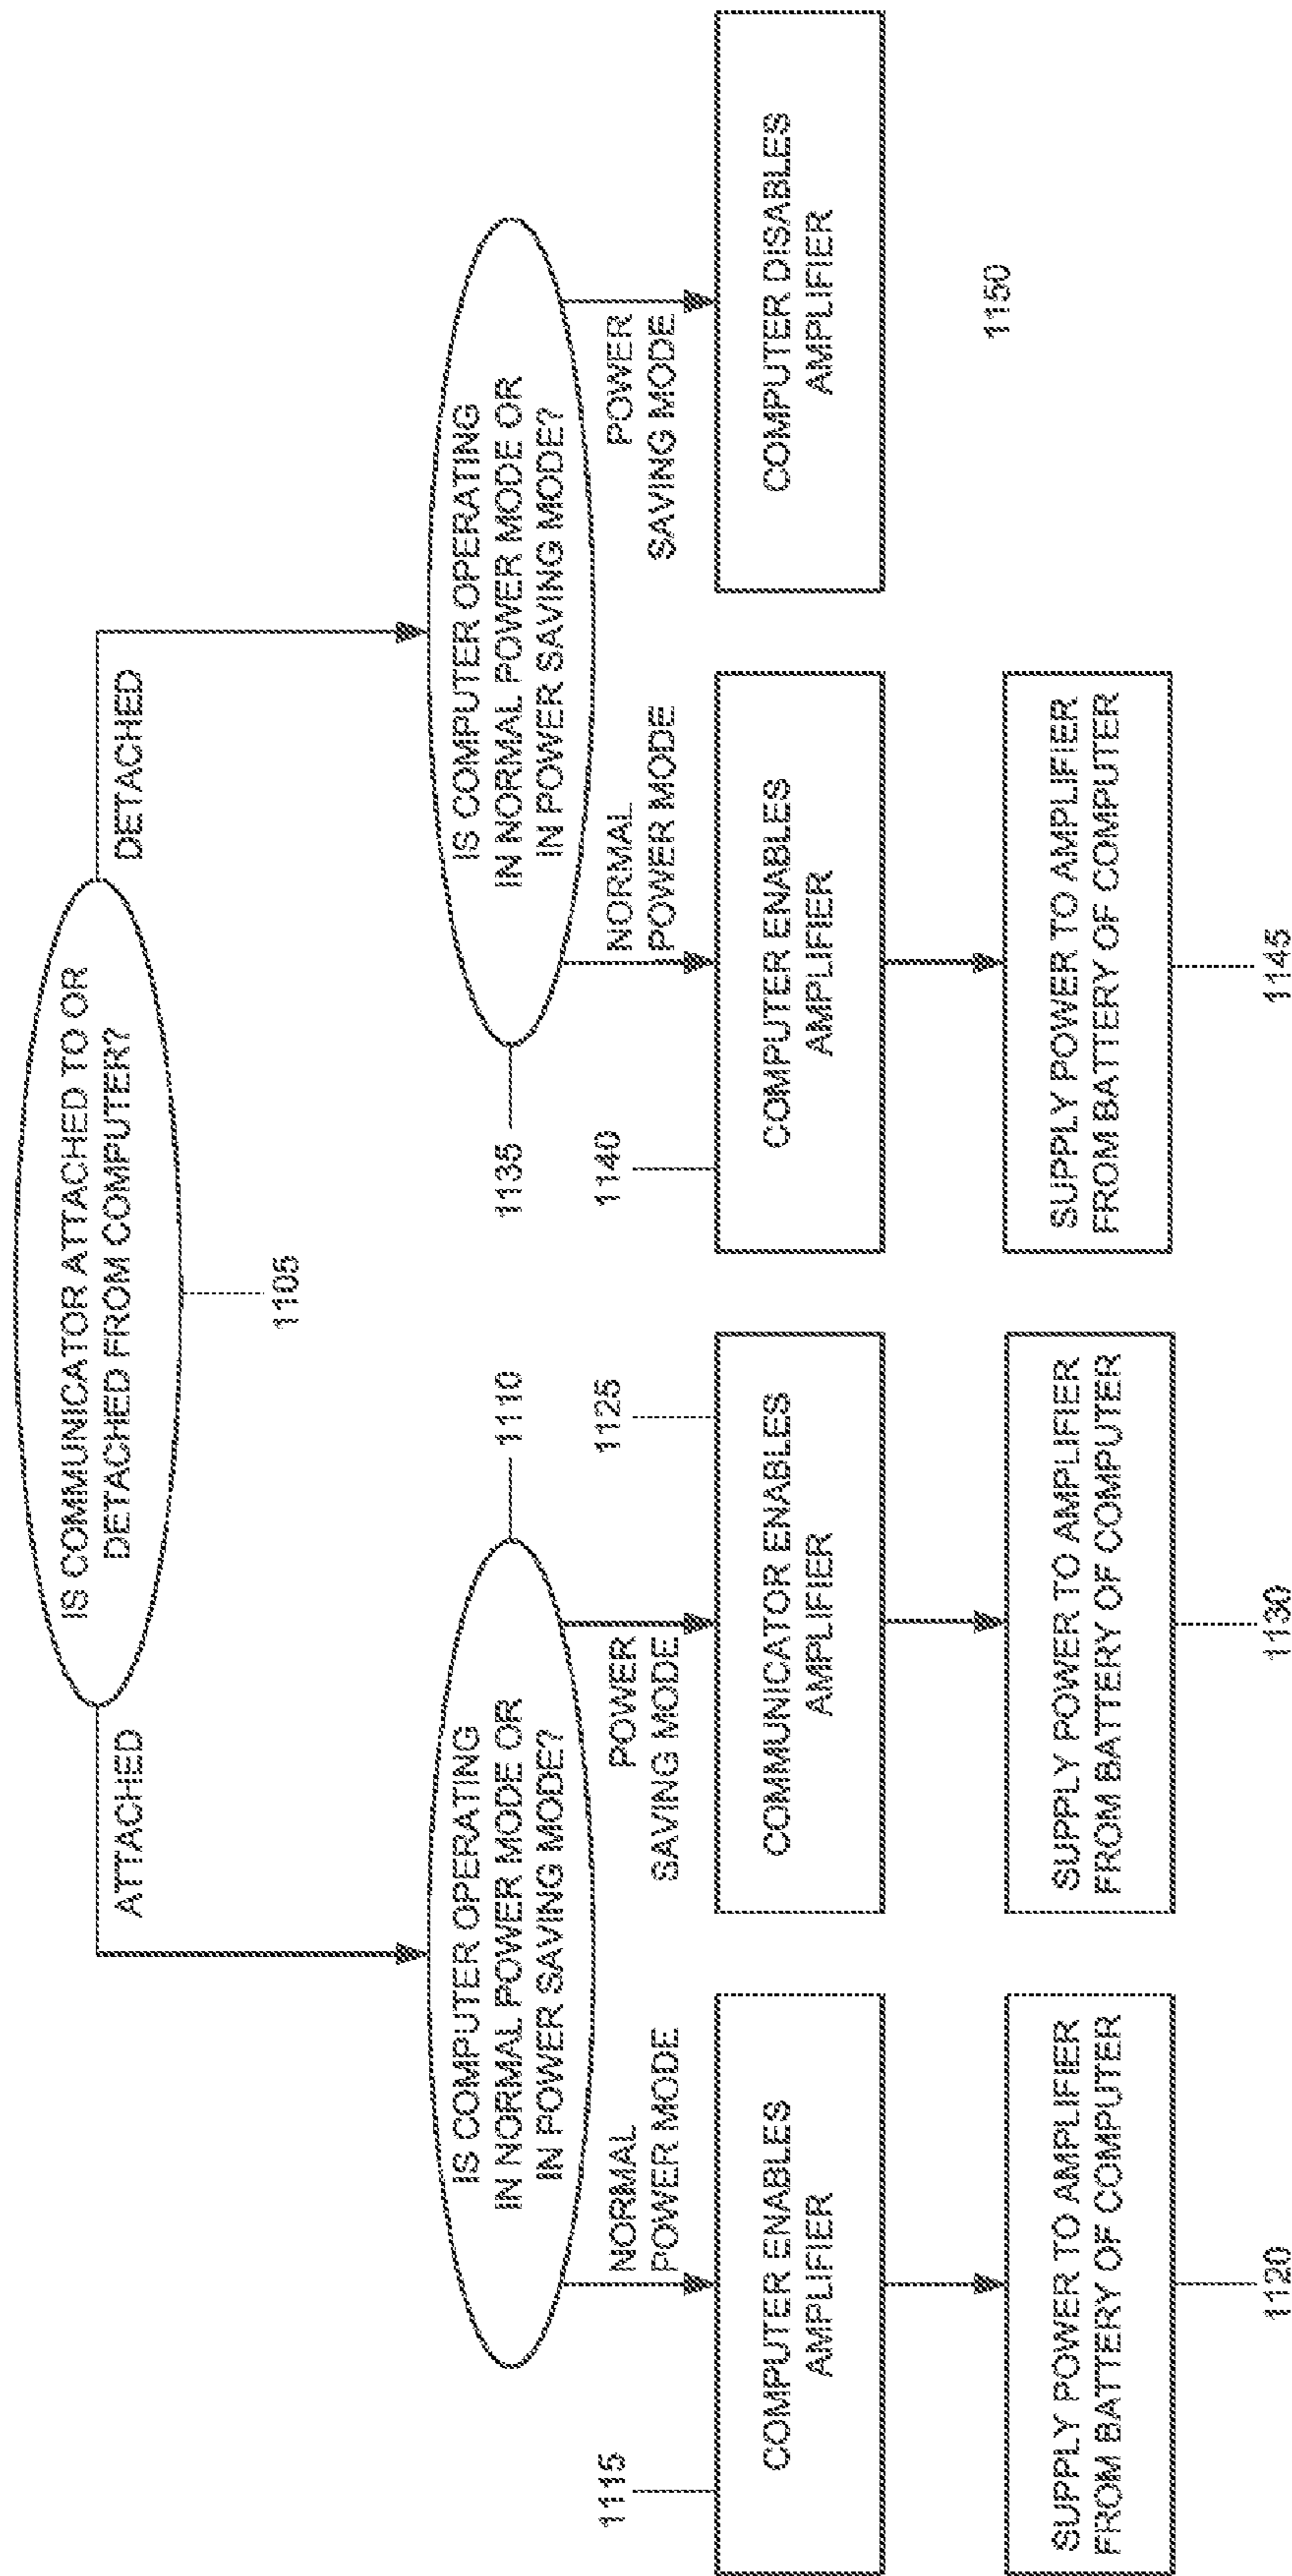 IS COMMUNICATOR ATTACHED TO OR
DETACHED FROM COMPUTER?
1105
ATTACHED
DETACHED
IS COMPUTER OPERATING
IN NORMAL POWER MODE OR
IN POWER SAVING MODE?
1110
NORMAL
POWER MODE
POWER
SAVING MODE
1115
COMPUTER ENABLES
AMPLIFIER
SUPPLY POWER TO AMPLIFIER
FROM BATTERY OF COMPUTER
1120
1125
COMMUNICATOR ENABLES
AMPLIFIER
SUPPLY POWER TO AMPLIFIER
FROM BATTERY OF COMPUTER
1130
IS COMPUTER OPERATING
IN NORMAL POWER MODE OR
IN POWER SAVING MODE?
1135
NORMAL
POWER MODE
POWER
SAVING MODE
1140
COMPUTER ENABLES
AMPLIFIER
SUPPLY POWER TO AMPLIFIER
FROM BATTERY OF COMPUTER
1145
COMPUTER DISABLES
AMPLIFIER
1150